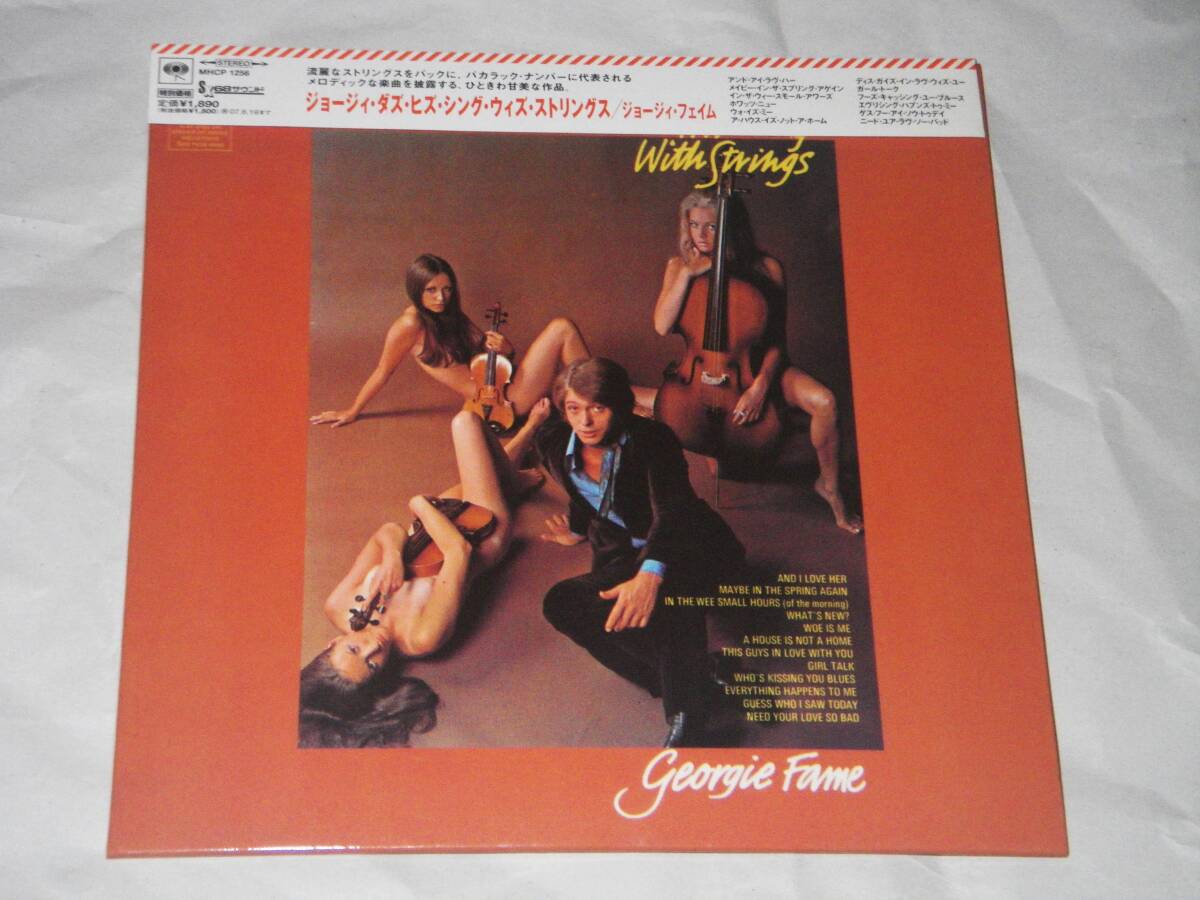 STEREO
MHCP 1256
特別価格
定価¥1,890
流麗なストリングスをバックに、バカラック・ナンバーに代表される
メロディックな楽曲を披露する、ひときわ甘美な作品。
ジョージィ・ダズ・ヒズ・シング・ウィズ・ストリングス/ジョージィ・フェイム
アンド・アイ・ラヴ・ハー
メイビー・イン・ザ・スプリング・アゲイン
イン・ザ・ウィー・スモール・アワーズ
ホワッツ・ニュー
ウォ・イズ・ミー
ア・ハウス・イズ・ノット・ア・ホーム
ディス・ガイズ・イン・ラヴ・ウィズ・ユー
ガール・トーク
フーズ・キャッシング・ユー・ブルース
エヴリシング・ハプンズ・トゥ・ミー
ゲス・フー・アイ・ソウ・トゥデイ
ニード・ユア・ラヴ・ソー・バッド
With Strings
AND I LOVE HER
MAYBE IN THE SPRING AGAIN
IN THE WEE SMALL HOURS (of the morning)
WHAT'S NEW?
WOE IS ME
A HOUSE IS NOT A HOME
THIS GUYS IN LOVE WITH YOU
GIRL TALK
WHO'S KISSING YOU BLUES
EVERYTHING HAPPENS TO ME
GUESS WHO I SAW TODAY
NEED YOUR LOVE SO BAD
Georgie Fame